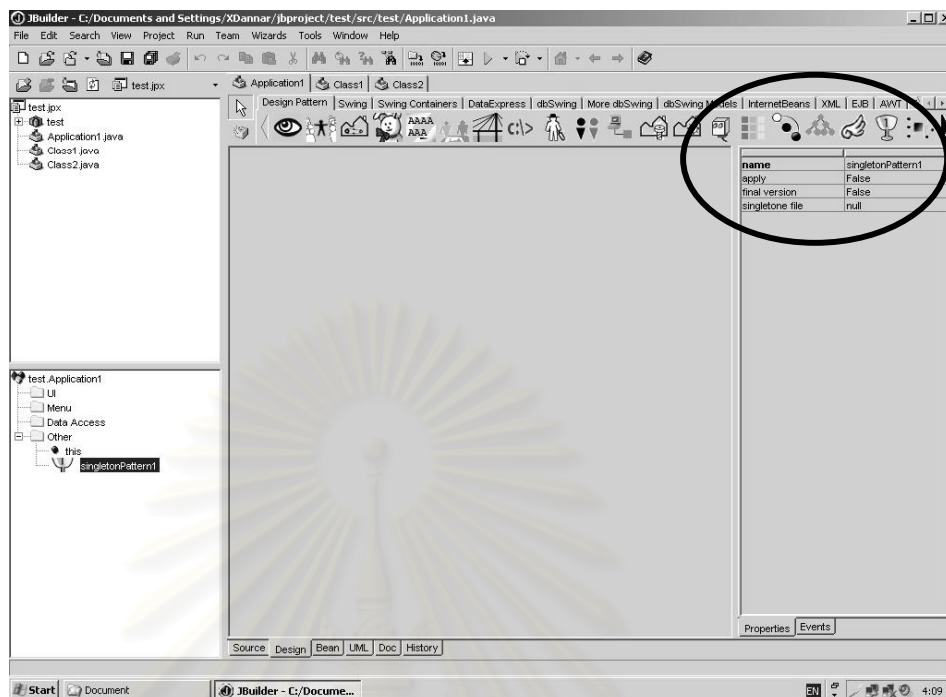 JBuilder - C:/Documents and Settings/XDannar/jbproject/test/src/test/Application1.java
File Edit Search View Project Run Team Wizards Tools Window Help
test.jpx
Application1 Class1 Class2
Design Pattern Swing Swing Containers DataExpress dbSwing More dbSwing dbSwing Models InternetBeans XML EJB AWT
AAAA
AAA
C:\>
test.jpx
test
Application1.java
Class1.java
Class2.java
name singletonPattern1
apply False
final version False
singletone file null
test.Application1
UI
Menu
Data Access
Other
this
singletonPattern1
Properties Events
Source Design Bean UML Doc History
Start Document JBuilder - C:/Docume... EN 4:09